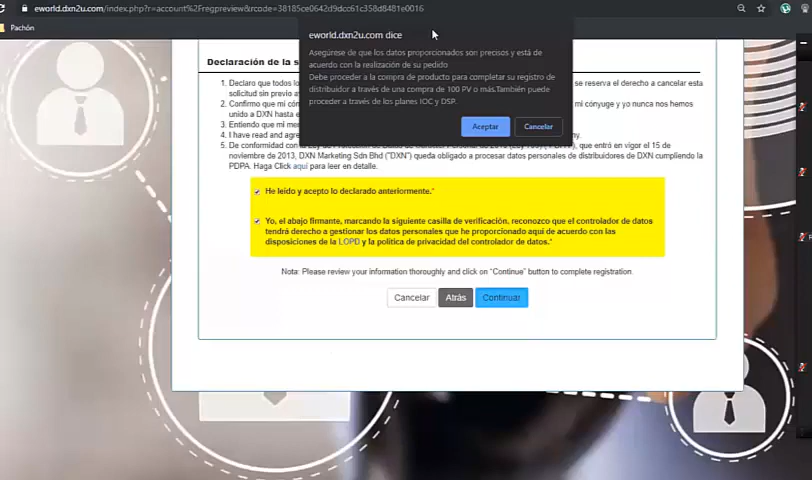 eworld.dxn2u.com/index.php?r=account%2Fregpreview&rcode=38185ce0642d9dcc61c358d8481e0016
Pachón
eworld.dxn2u.com dice
Asegúrese de que los datos proporcionados son precisos y está de
acuerdo con la realización de su pedido
Debe proceder a la compra de producto para completar su registro de
distribuidor a través de una compra de 100 PV o más.También puede
proceder a través de los planes IOC y DSP.
Aceptar
Cancelar
Declaración de la s
1. Declaro que todos lo
se reserva el derecho a cancelar esta
solicitud sin previo a
2. Confirmo que mi cón
mi cónyuge y yo nunca nos hemos
unido a DXN hasta e
3. Entiendo que mi me
4. I have read and agre
ny.
5. De conformidad con
que entró en vigor el 15 de
noviembre de 2013, DXN Marketing Sdn Bhd ("DXN") queda obligado a procesar datos personales de distribuidores de DXN cumpliendo la
PDPA. Haga Click aquí para leer en detalle.
He leído y acepto lo declarado anteriormente.*
Yo, el abajo firmante, marcando la siguiente casilla de verificación, reconozco que el controlador de datos
tendrá derecho a gestionar los datos personales que he proporcionado aquí de acuerdo con las
disposiciones de la LOPD y la política de privacidad del controlador de datos.*
Nota: Please review your information thoroughly and click on "Continue" button to complete registration.
Cancelar
Atrás
Continuar